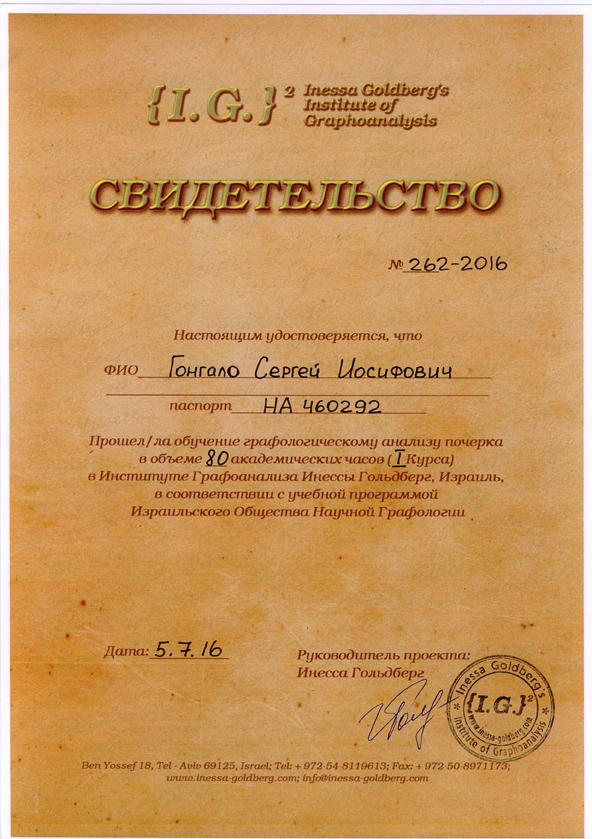 {I.G.}² Inessa Goldberg's
Institute of
Graphoanalysis
СВИДЕТЕЛЬСТВО
№ 262-2016
Настоящим удостоверяется, что
ФИО Гонгало Сергей Иосифович
паспорт НА 460292
Прошел/ла обучение графологическому анализу почерка
в объеме 80 академических часов (I Курса)
в Институте Графоанализа Инессы Гольдберг, Израиль,
в соответствии с учебной программой
Израильского Общества Научной Графологии
Дата: 5.7.16
Руководитель проекта:
Инесса Гольдберг
Inessa Goldberg's
{I.G.}²
www.inessa-goldberg.com
Institute of Graphoanalysis
Ben Yossef 18, Tel - Aviv 69125, Israel; Tel: + 972-54-8119613; Fax: + 972-50-8971173;
www.inessa-goldberg.com; info@inessa-goldberg.com